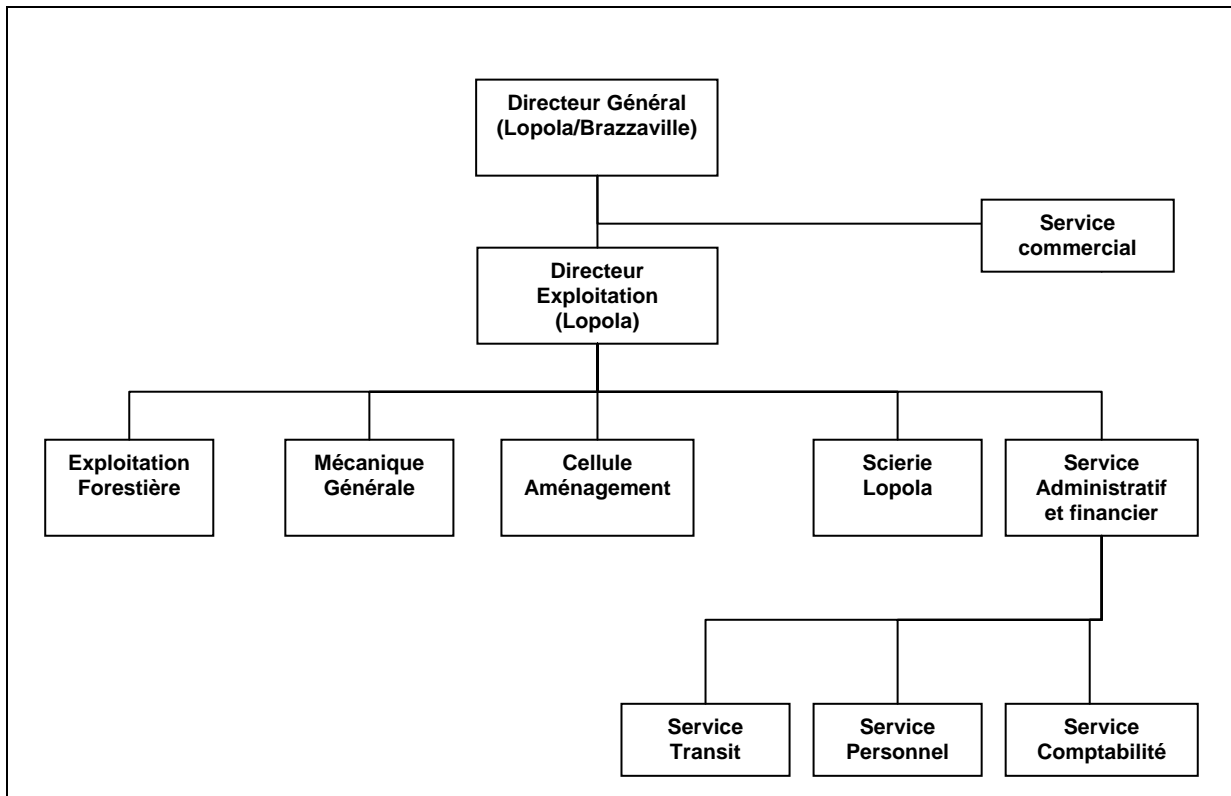 Directeur Général
(Lopola/Brazzaville)
Service
commercial
Directeur
Exploitation
(Lopola)
Exploitation
Forestière
Mécanique
Générale
Cellule
Aménagement
Scierie
Lopola
Service
Administratif
et financier
Service
Transit
Service
Personnel
Service
Comptabilité